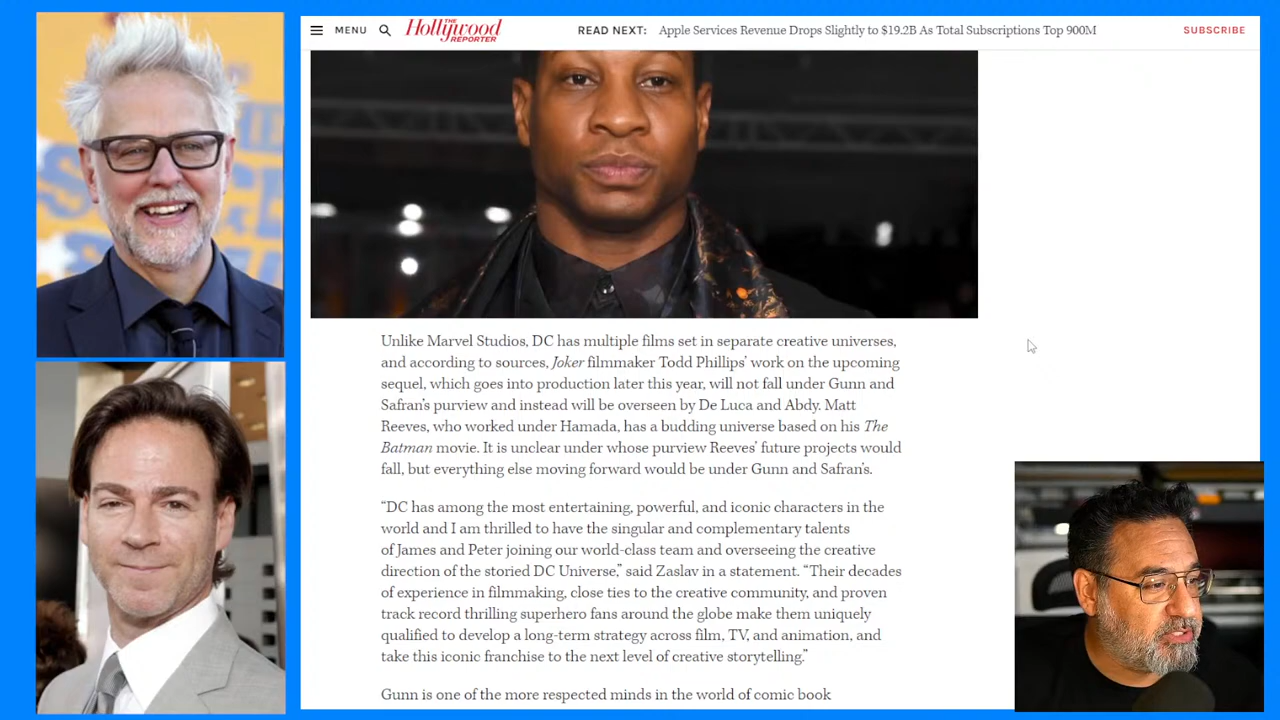 MENU
THE
Hollywood
REPORTER
READ NEXT: Apple Services Revenue Drops Slightly to $19.2B As Total Subscriptions Top 900M
SUBSCRIBE
Unlike Marvel Studios, DC has multiple films set in separate creative universes,
and according to sources, Joker filmmaker Todd Phillips’ work on the upcoming
sequel, which goes into production later this year, will not fall under Gunn and
Safran’s purview and instead will be overseen by De Luca and Abdy. Matt
Reeves, who worked under Hamada, has a budding universe based on his The
Batman movie. It is unclear under whose purview Reeves’ future projects would
fall, but everything else moving forward would be under Gunn and Safran’s.
“DC has among the most entertaining, powerful, and iconic characters in the
world and I am thrilled to have the singular and complementary talents
of James and Peter joining our world-class team and overseeing the creative
direction of the storied DC Universe,” said Zaslav in a statement. “Their decades
of experience in filmmaking, close ties to the creative community, and proven
track record thrilling superhero fans around the globe make them uniquely
qualified to develop a long-term strategy across film, TV, and animation, and
take this iconic franchise to the next level of creative storytelling.”
Gunn is one of the more respected minds in the world of comic book